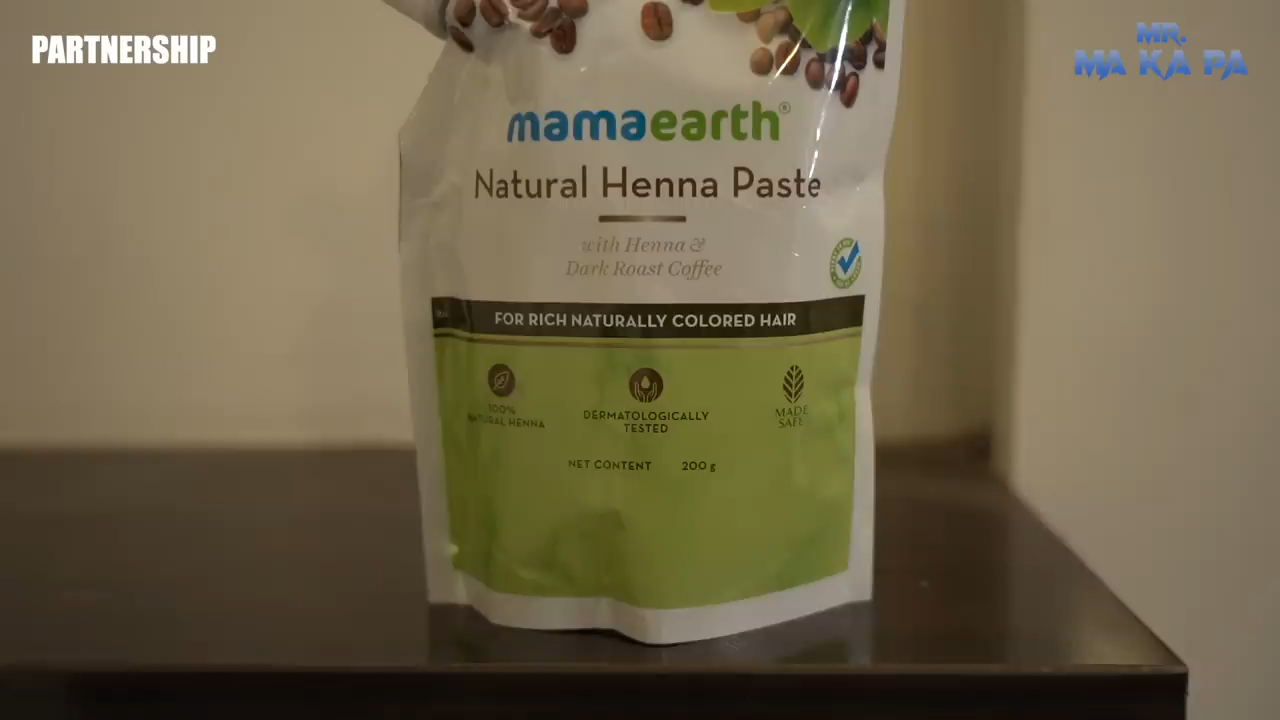 PARTNERSHIP
MR.
MA KA PA
mamaearth®
Natural Henna Paste
with Henna &
Dark Roast Coffee
FOR RICH NATURALLY COLORED HAIR
100%
NATURAL HENNA
DERMATOLOGICALLY
TESTED
MADE
SAFE
NET CONTENT 200 g